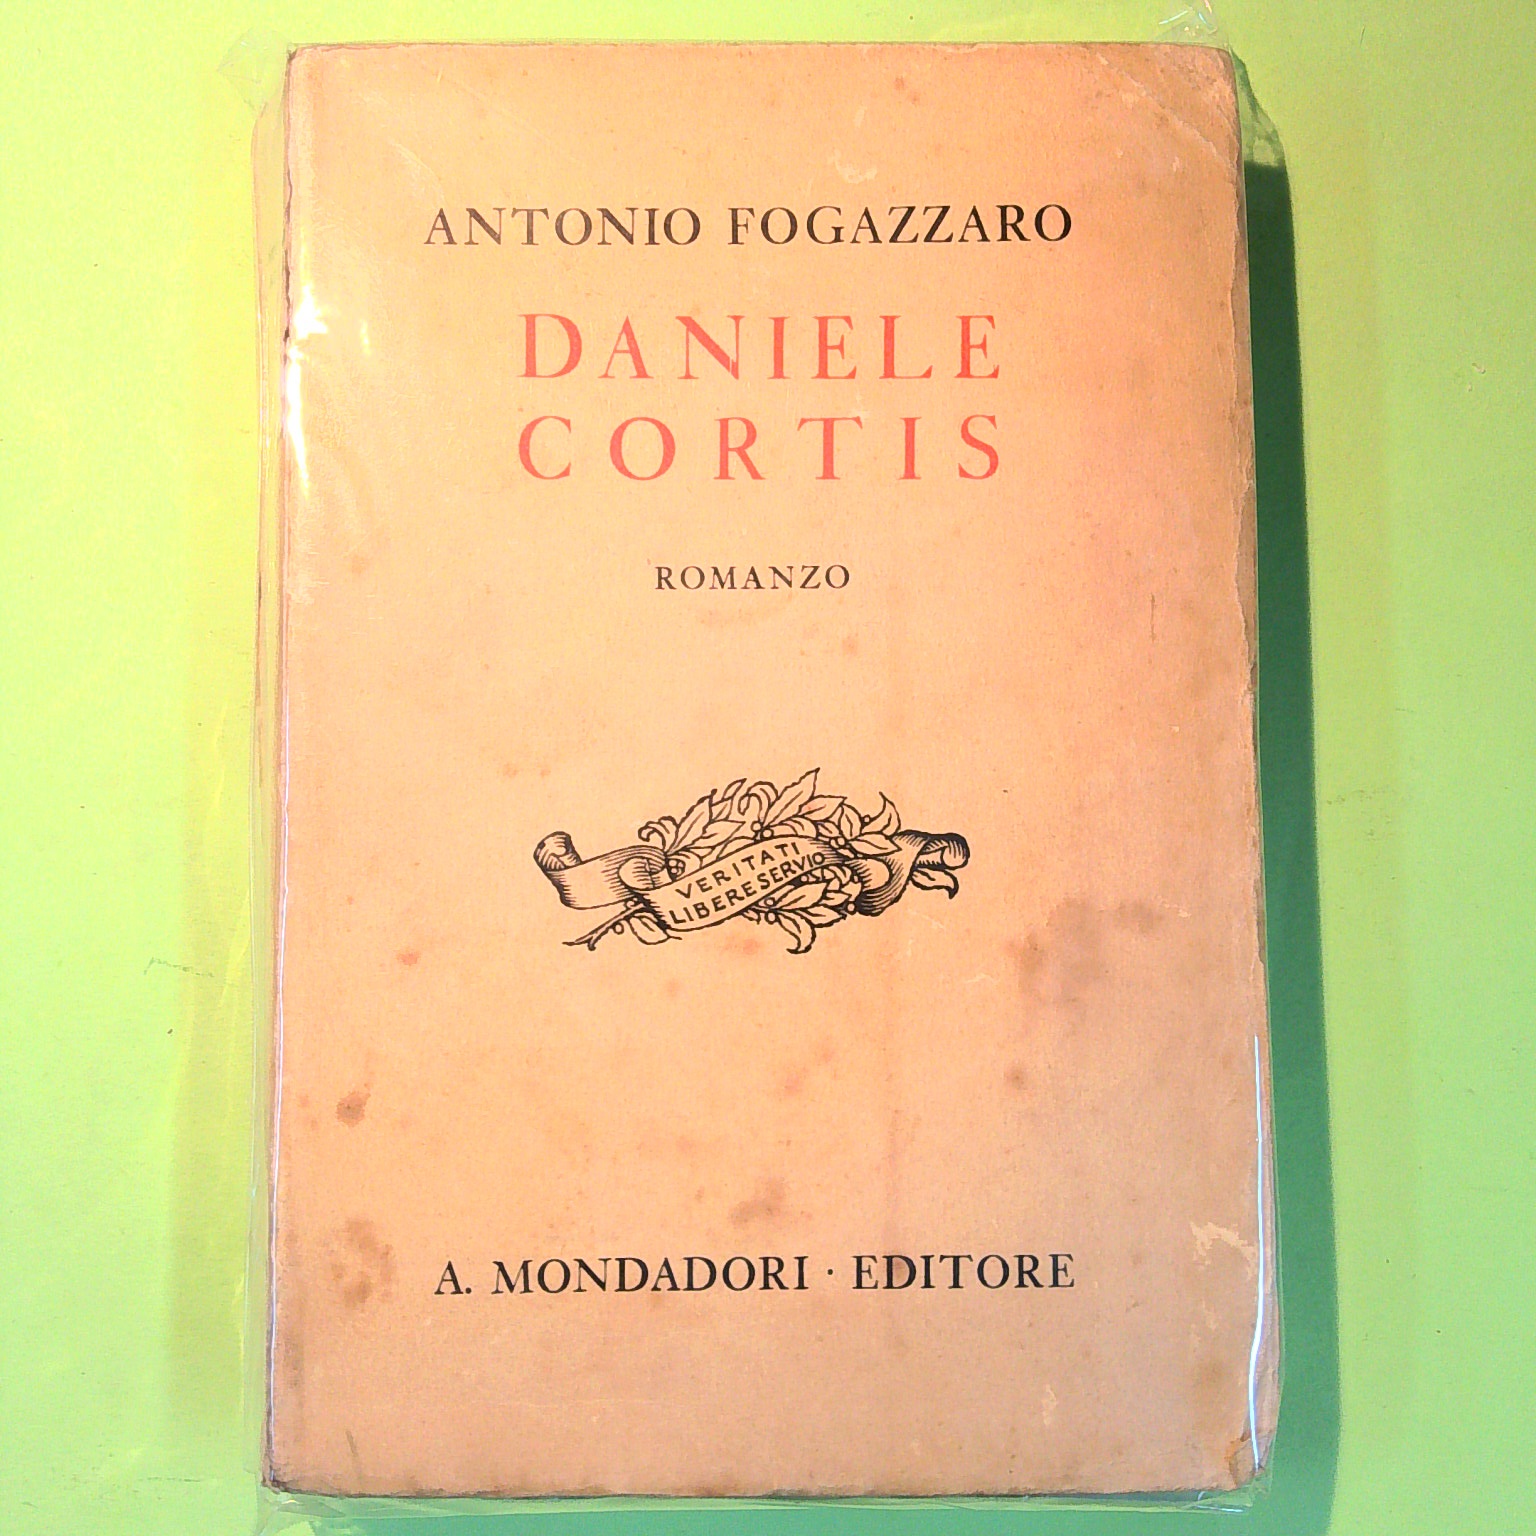 ANTONIO FOGAZZARO
DANIELE
CORTIS
ROMANZO
VERITATI
LIBERE SERVIO
A. MONDADORI · EDITORE